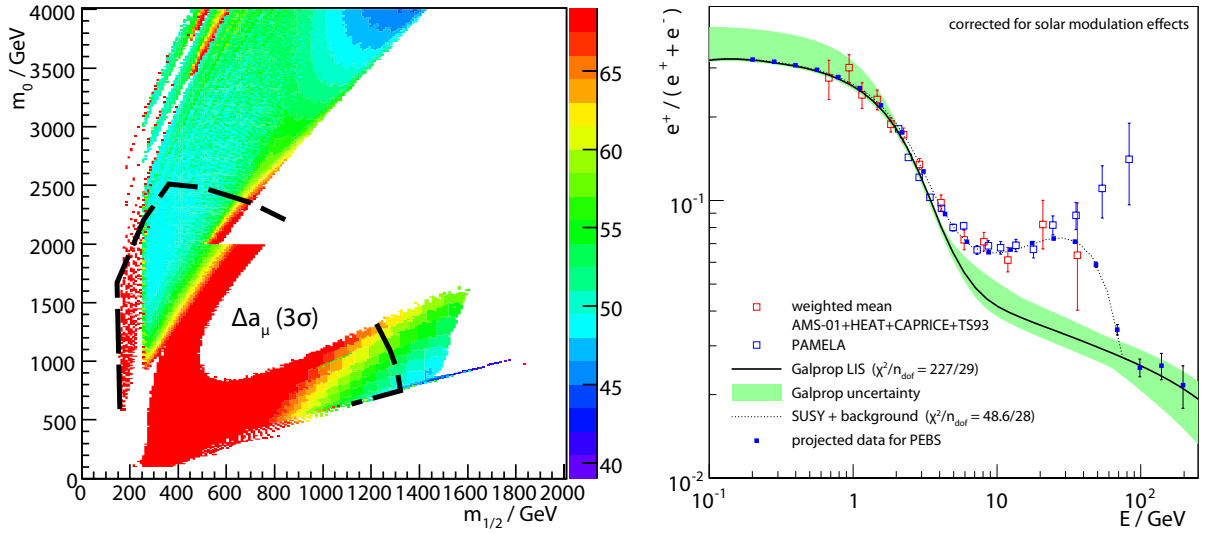 m₀ / GeV
4000
3500
3000
2500
2000
1500
1000
500
0
0 200 400 600 800 1000 1200 1400 1600 1800 2000
m₁/₂ / GeV
Δaμ (3σ)
65
60
55
50
45
40
corrected for solar modulation effects
e⁺ / ( e⁺ + e⁻ )
10⁻¹
10⁻²
10⁻¹ 1 10 10²
E / GeV
weighted mean
AMS-01+HEAT+CAPRICE+TS93
PAMELA
Galprop LIS (χ²/n_dof = 227/29)
Galprop uncertainty
SUSY + background (χ²/n_dof = 48.6/28)
projected data for PEBS